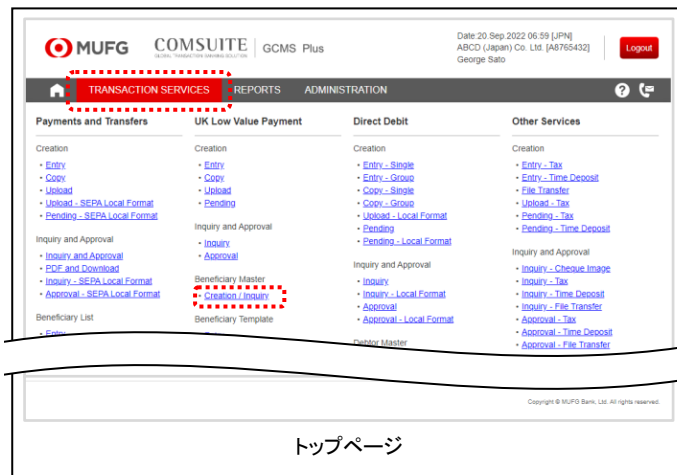 MUFG COMSUITE GCMS Plus
GLOBAL TRANSACTION BANKING SOLUTION
Date:20 Sep.2022 06:59 [JPN]
ABCD (Japan) Co. Ltd. [A8765432]
George Sato
Logout
TRANSACTION SERVICES REPORTS ADMINISTRATION
Payments and Transfers
Creation
• Entry
• Copy
• Upload
• Upload - SEPA Local Format
• Pending - SEPA Local Format
Inquiry and Approval
• Inquiry and Approval
• PDF and Download
• Inquiry - SEPA Local Format
• Approval - SEPA Local Format
Beneficiary List
• Entry
UK Low Value Payment
Creation
• Entry
• Copy
• Upload
• Pending
Inquiry and Approval
• Inquiry
• Approval
Beneficiary Master
• Creation / Inquiry
Beneficiary Template
Direct Debit
Creation
• Entry - Single
• Entry - Group
• Copy - Single
• Copy - Group
• Upload - Local Format
• Pending
• Pending - Local Format
Inquiry and Approval
• Inquiry
• Inquiry - Local Format
• Approval
• Approval - Local Format
Debtor Master
Other Services
Creation
• Entry - Tax
• Entry - Time Deposit
• File Transfer
• Upload - Tax
• Pending - Tax
• Pending - Time Deposit
Inquiry and Approval
• Inquiry - Cheque Image
• Inquiry - Tax
• Inquiry - Time Deposit
• Inquiry - File Transfer
• Approval - Tax
• Approval - Time Deposit
• Approval - File Transfer
Copyright © MUFG Bank, Ltd. All rights reserved.
トップページ